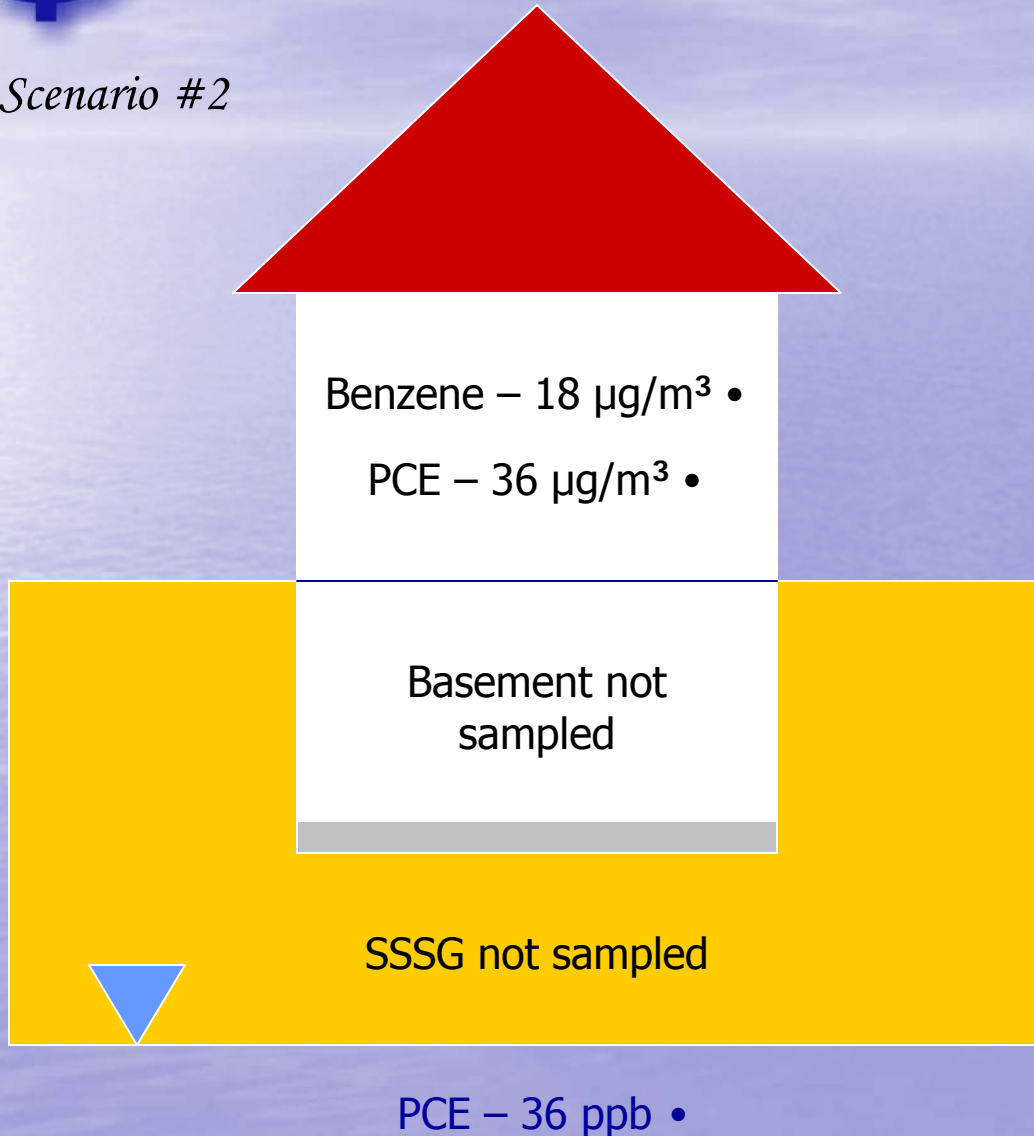 Scenario #2
Benzene – 18 µg/m³ •
PCE – 36 µg/m³ •
Basement not
sampled
SSSG not sampled
PCE – 36 ppb •